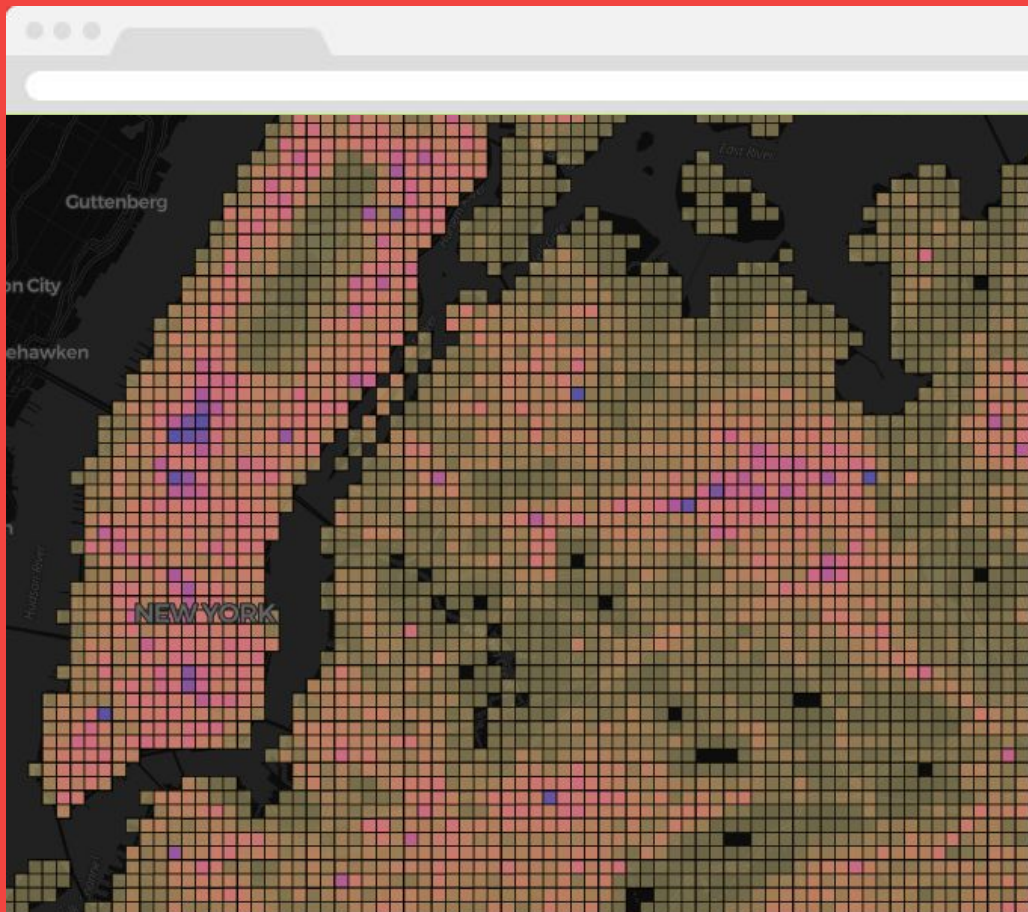 East River
Guttenberg
on City
ehawken
n
Hudson River
NEW YORK